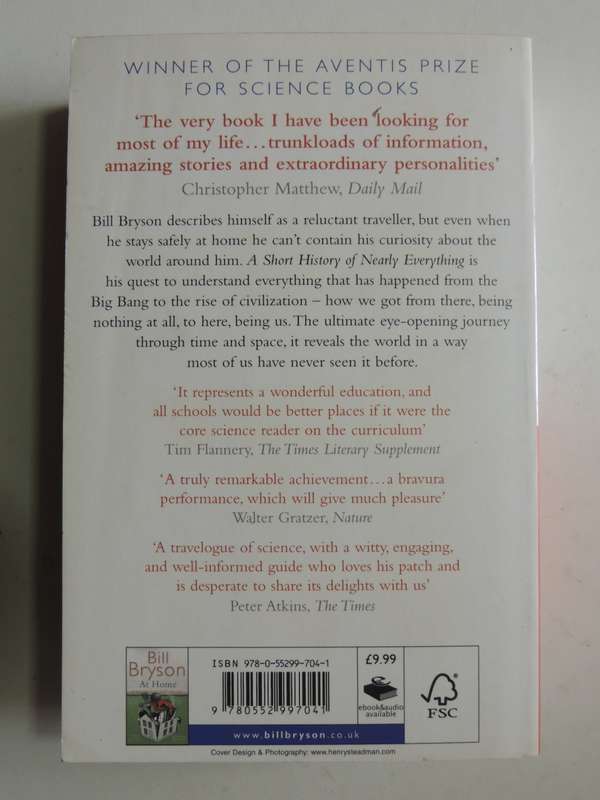 WINNER OF THE AVENTIS PRIZE
FOR SCIENCE BOOKS
‘The very book I have been looking for
most of my life…trunkloads of information,
amazing stories and extraordinary personalities’
Christopher Matthew, Daily Mail
Bill Bryson describes himself as a reluctant traveller, but even when
he stays safely at home he can’t contain his curiosity about the
world around him. A Short History of Nearly Everything is
his quest to understand everything that has happened from the
Big Bang to the rise of civilization – how we got from there, being
nothing at all, to here, being us. The ultimate eye-opening journey
through time and space, it reveals the world in a way
most of us have never seen it before.
‘It represents a wonderful education, and
all schools would be better places if it were the
core science reader on the curriculum’
Tim Flannery, The Times Literary Supplement
‘A truly remarkable achievement…a bravura
performance, which will give much pleasure’
Walter Gratzer, Nature
‘A travelogue of science, with a witty, engaging,
and well-informed guide who loves his patch and
is desperate to share its delights with us’
Peter Atkins, The Times
Bill
Bryson
At Home
ISBN 978-0-55299-704-1
9 780552 997041
£9.99
ebook&audio
available
FSC
www.billbryson.co.uk
Cover Design & Photography: www.henrysteadman.com